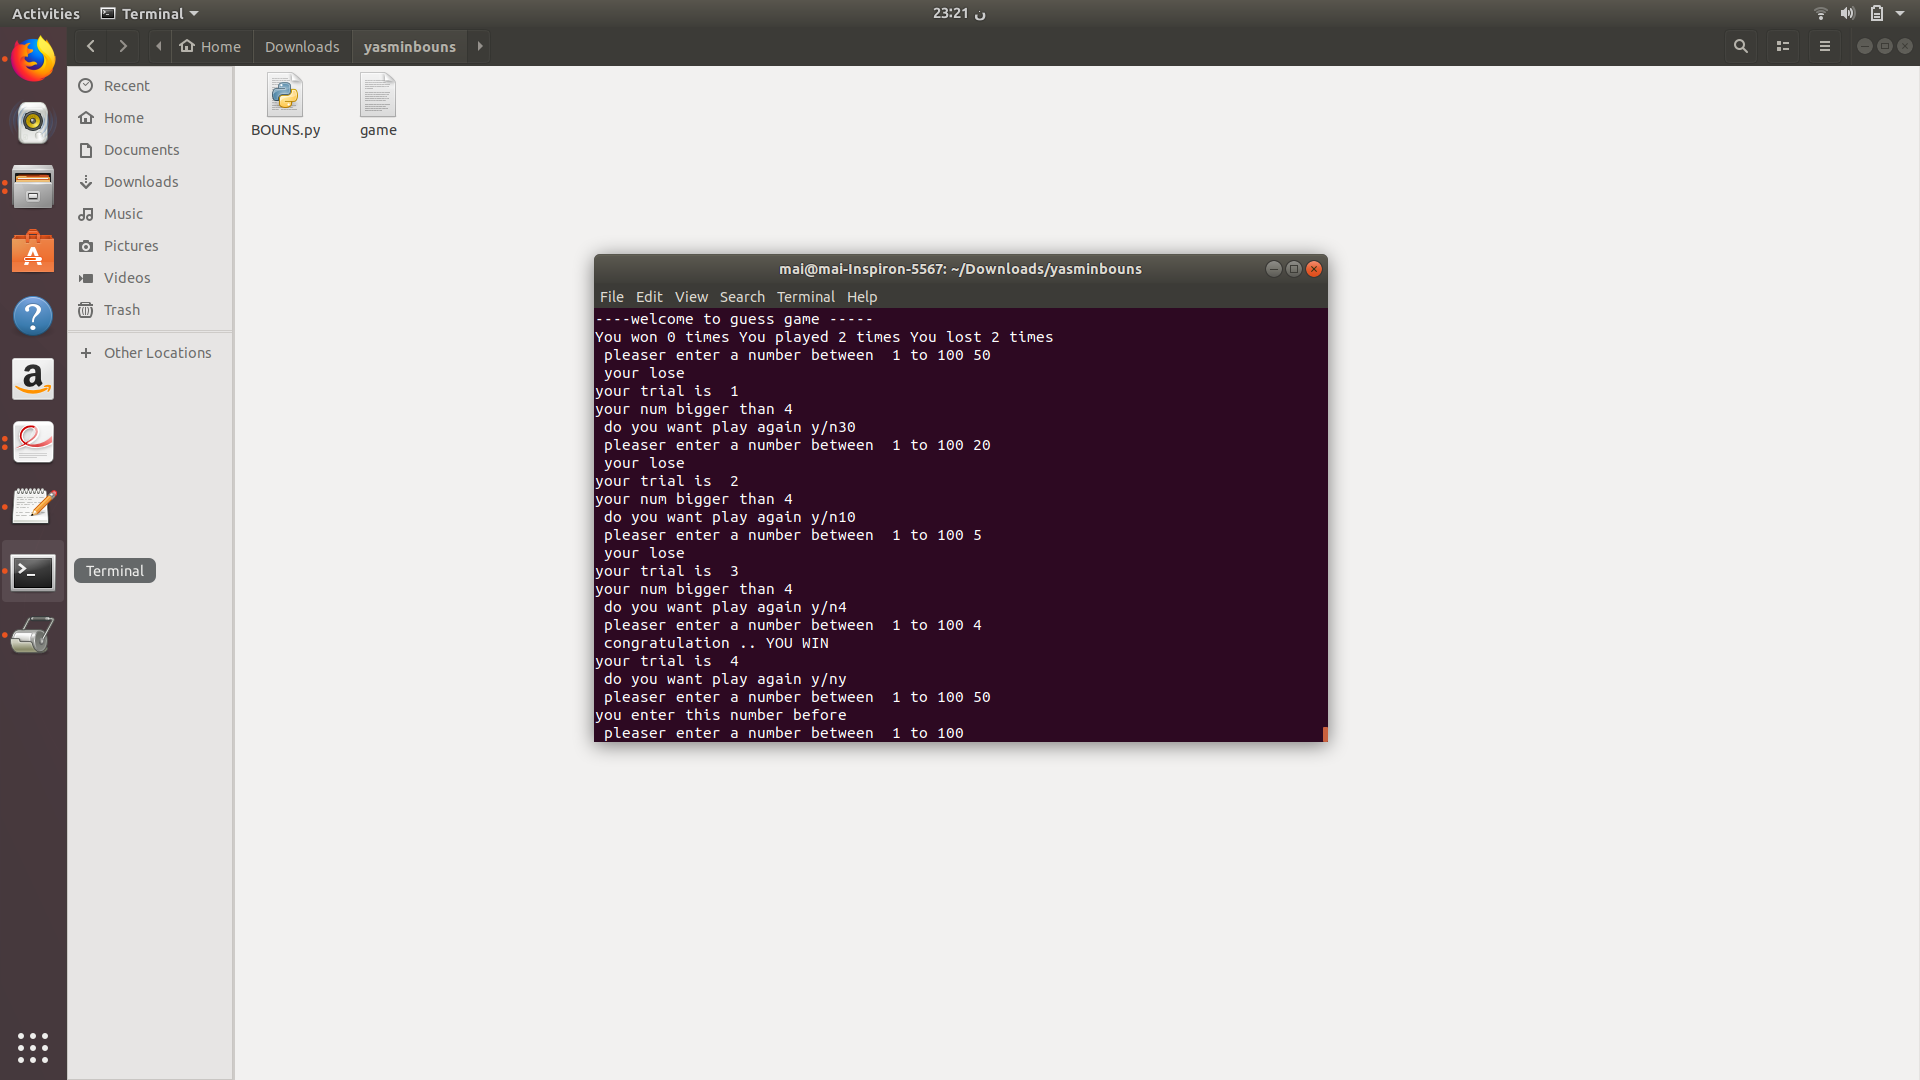 Activities
Terminal
23:21 ن
Home
Downloads
yasminbouns
Recent
Home
Documents
Downloads
Music
Pictures
Videos
Trash
Other Locations
BOUNS.py
game
Terminal
mai@mai-Inspiron-5567: ~/Downloads/yasminbouns
File Edit View Search Terminal Help
----welcome to guess game -----
You won 0 times You played 2 times You lost 2 times
 pleaser enter a number between  1 to 100 50
 your lose
your trial is  1
your num bigger than 4
 do you want play again y/n30
 pleaser enter a number between  1 to 100 20
 your lose
your trial is  2
your num bigger than 4
 do you want play again y/n10
 pleaser enter a number between  1 to 100 5
 your lose
your trial is  3
your num bigger than 4
 do you want play again y/n4
 pleaser enter a number between  1 to 100 4
 congratulation .. YOU WIN
your trial is  4
 do you want play again y/ny
 pleaser enter a number between  1 to 100 50
you enter this number before
 pleaser enter a number between  1 to 100